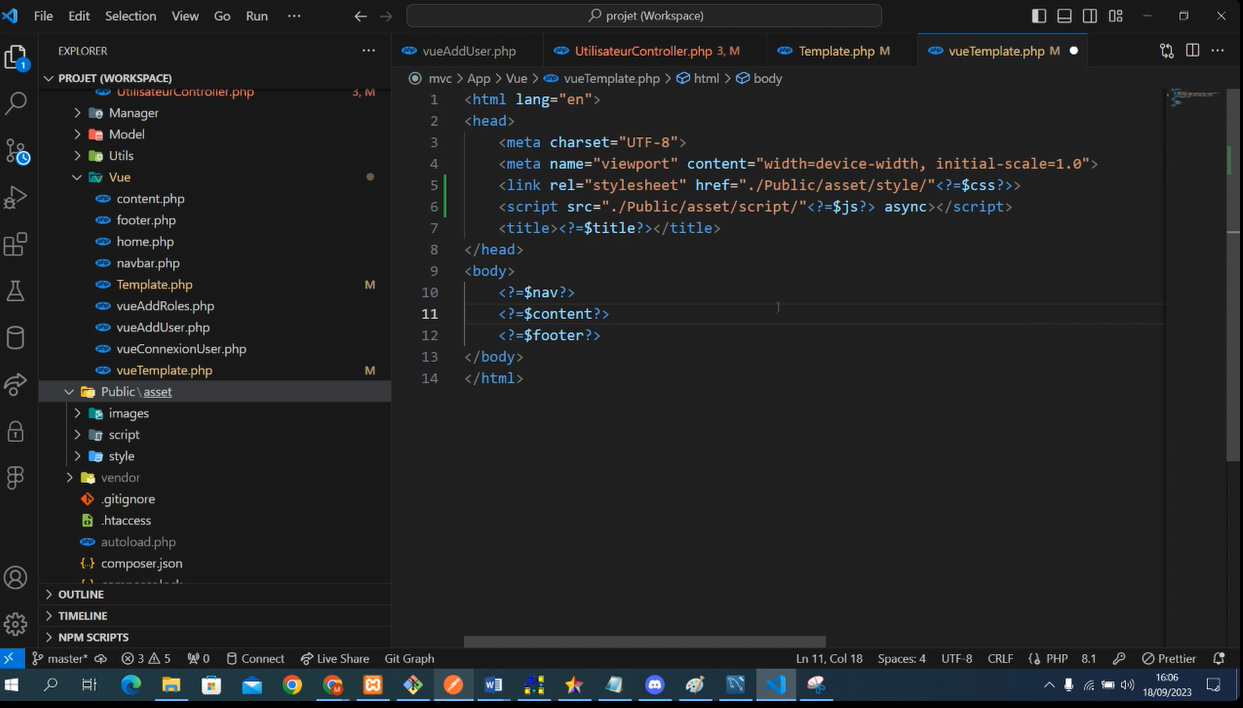 File Edit Selection View Go Run ··· projet (Workspace)
EXPLORER ···
PROJET (WORKSPACE)
UtilisateurController.php 3, M
Manager
Model
Utils
Vue
content.php
footer.php
home.php
navbar.php
Template.php M
vueAddRoles.php
vueAddUser.php
vueConnexionUser.php
vueTemplate.php M
Public\asset
images
script
style
vendor
.gitignore
.htaccess
autoload.php
composer.json
OUTLINE
TIMELINE
NPM SCRIPTS
vueAddUser.php UtilisateurController.php 3, M Template.php M vueTemplate.php M
mvc > App > Vue > vueTemplate.php > html > body
1 <html lang="en">
2 <head>
3 <meta charset="UTF-8">
4 <meta name="viewport" content="width=device-width, initial-scale=1.0">
5 <link rel="stylesheet" href="./Public/asset/style/"<?=$css?>>
6 <script src="./Public/asset/script/"<?=$js?> async></script>
7 <title><?=$title?></title>
8 </head>
9 <body>
10 <?=$nav?>
11 <?=$content?>
12 <?=$footer?>
13 </body>
14 </html>
1
master* 3 5 0 Connect Live Share Git Graph Ln 11, Col 18 Spaces: 4 UTF-8 CRLF PHP 8.1 Prettier
16:06
18/09/2023